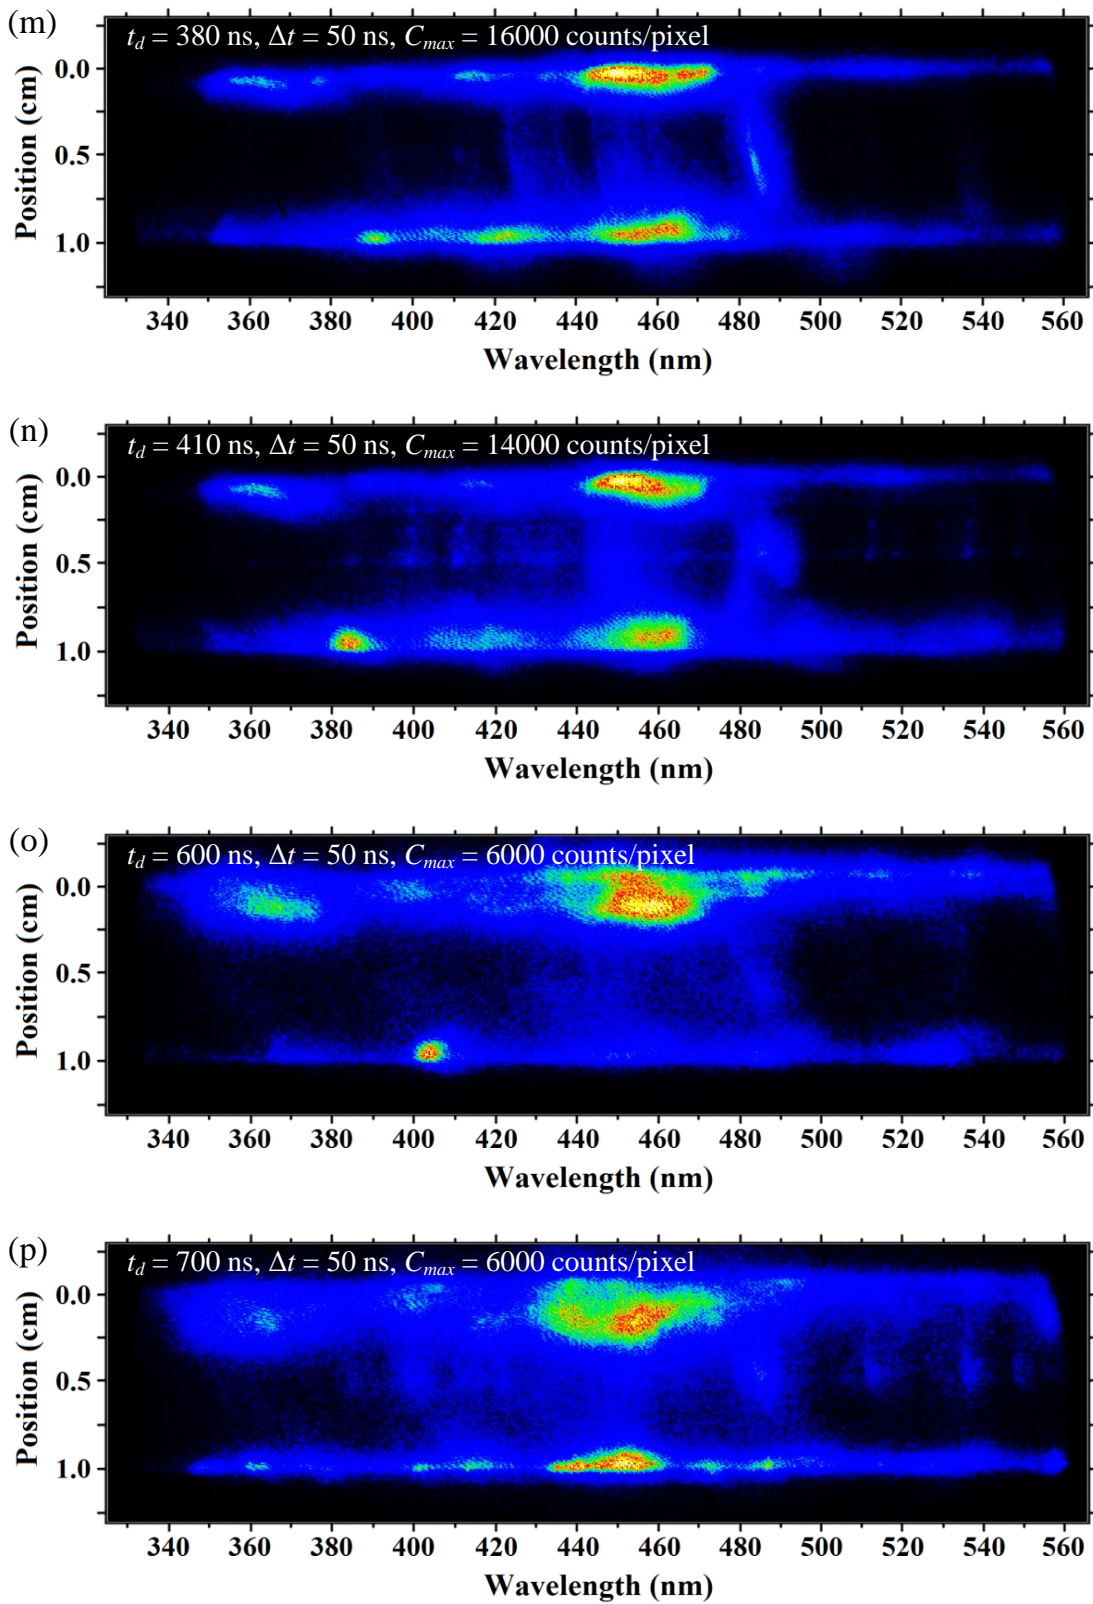 (m)
t_d = 380 ns, Δt = 50 ns, C_max = 16000 counts/pixel
Position (cm)
0.0
0.5
1.0
340 360 380 400 420 440 460 480 500 520 540 560
Wavelength (nm)
(n)
t_d = 410 ns, Δt = 50 ns, C_max = 14000 counts/pixel
Position (cm)
0.0
0.5
1.0
340 360 380 400 420 440 460 480 500 520 540 560
Wavelength (nm)
(o)
t_d = 600 ns, Δt = 50 ns, C_max = 6000 counts/pixel
Position (cm)
0.0
0.5
1.0
340 360 380 400 420 440 460 480 500 520 540 560
Wavelength (nm)
(p)
t_d = 700 ns, Δt = 50 ns, C_max = 6000 counts/pixel
Position (cm)
0.0
0.5
1.0
340 360 380 400 420 440 460 480 500 520 540 560
Wavelength (nm)